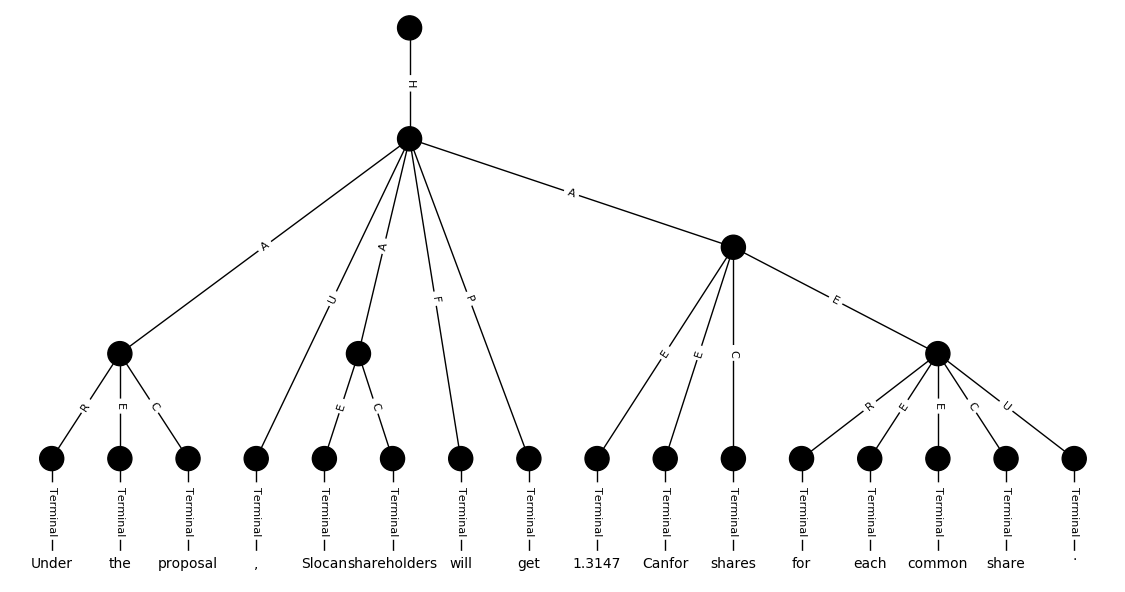 H
A
A
U
A
F
P
E
E
E
C
R
E
C
E
C
R
E
E
C
U
Terminal Terminal Terminal Terminal Terminal Terminal Terminal Terminal Terminal Terminal Terminal Terminal Terminal Terminal Terminal Terminal
Under the proposal , Slocan shareholders will get 1.3147 Canfor shares for each common share .